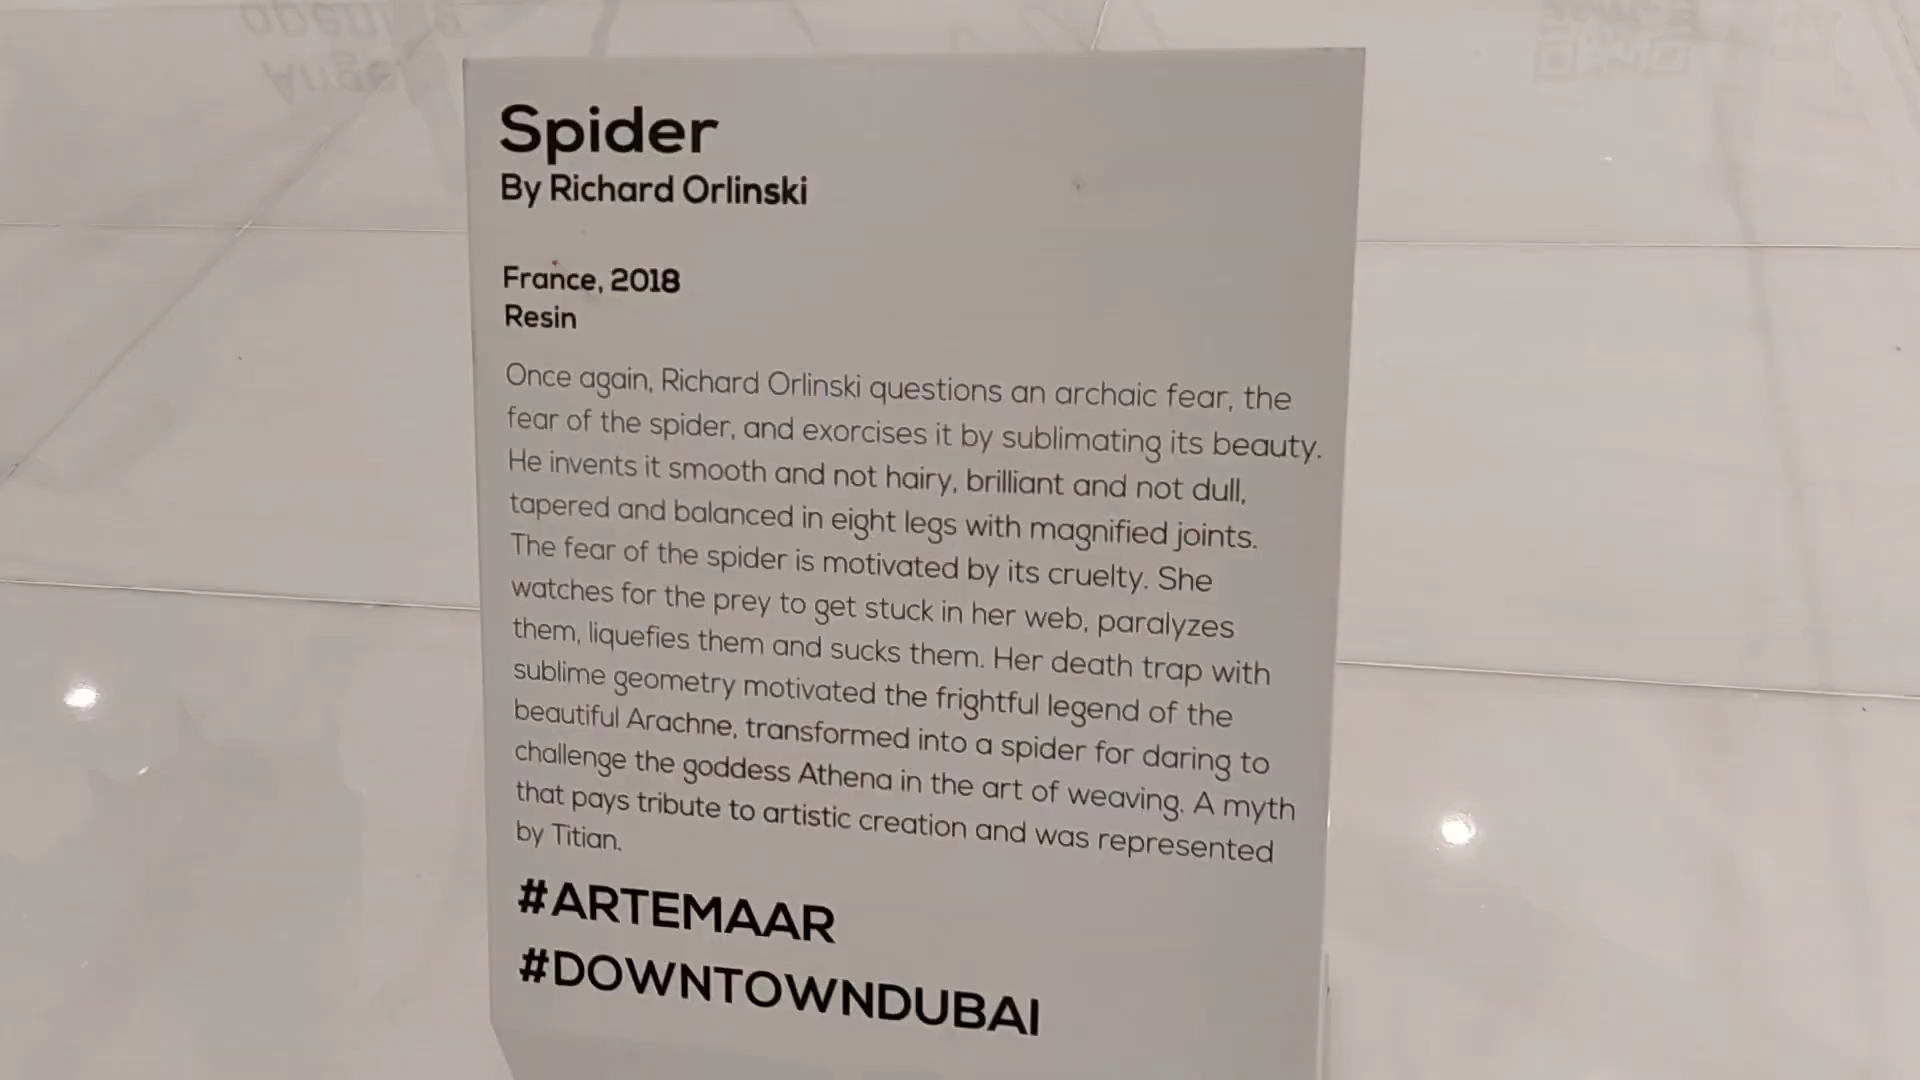 Spider
By Richard Orlinski
France, 2018
Resin
Once again, Richard Orlinski questions an archaic fear, the
fear of the spider, and exorcises it by sublimating its beauty.
He invents it smooth and not hairy, brilliant and not dull,
tapered and balanced in eight legs with magnified joints.
The fear of the spider is motivated by its cruelty. She
watches for the prey to get stuck in her web, paralyzes
them, liquefies them and sucks them. Her death trap with
sublime geometry motivated the frightful legend of the
beautiful Arachne, transformed into a spider for daring to
challenge the goddess Athena in the art of weaving. A myth
that pays tribute to artistic creation and was represented
by Titian.
#ARTEMAAR
#DOWNTOWNDUBAI